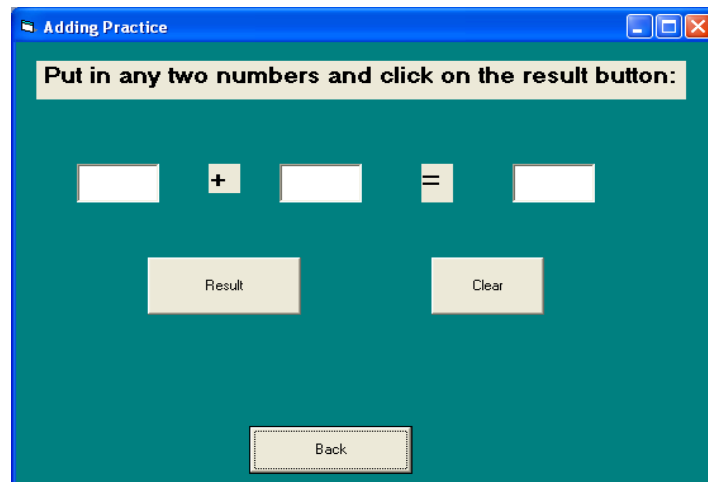 Adding Practice
Put in any two numbers and click on the result button:
+ =
Result Clear
Back